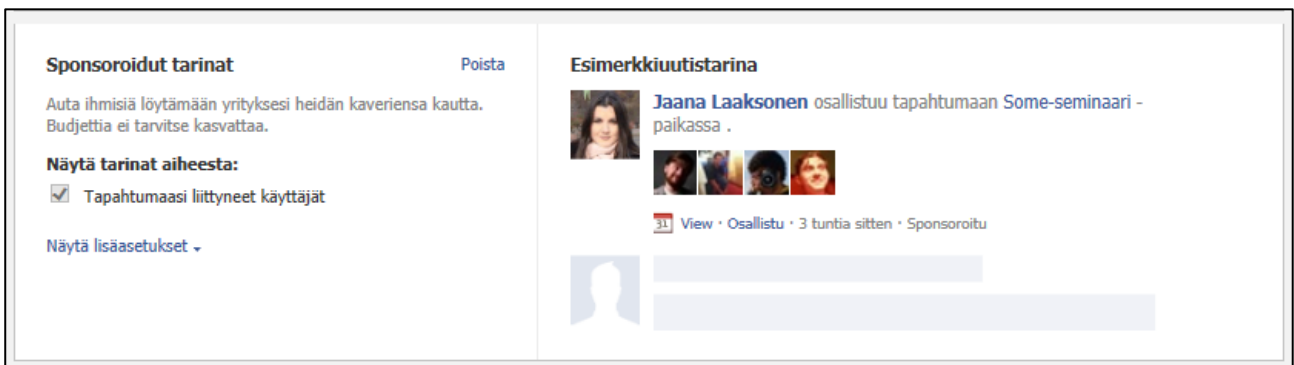 Sponsoroidut tarinat
Poista
Auta ihmisiä löytämään yrityksesi heidän kaveriensa kautta.
Budjettia ei tarvitse kasvattaa.
Näytä tarinat aiheesta:
Tapahtumaasi liittyneet käyttäjät
Näytä lisäasetukset
Esimerkkiuutistarina
Jaana Laaksonen osallistuu tapahtumaan Some-seminaari -
paikassa .
31 View · Osallistu · 3 tuntia sitten · Sponsoroitu